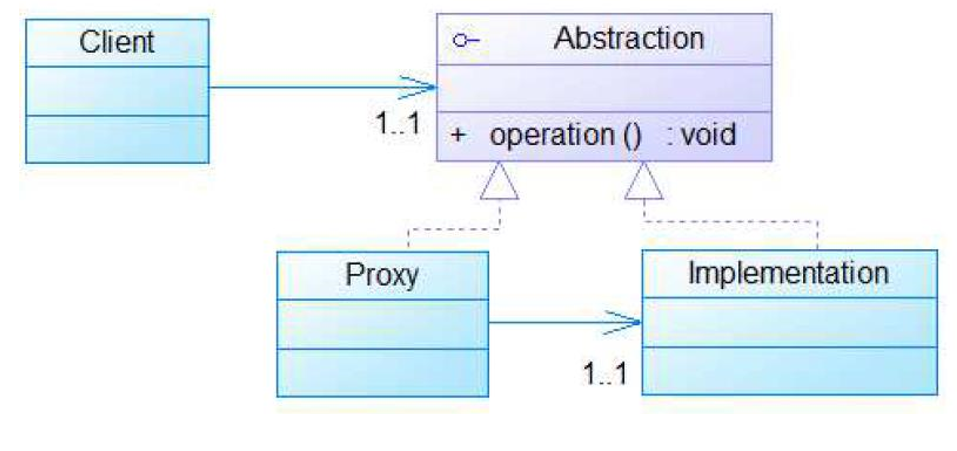 Client
Abstraction
1..1
+ operation () : void
Proxy
Implementation
1..1